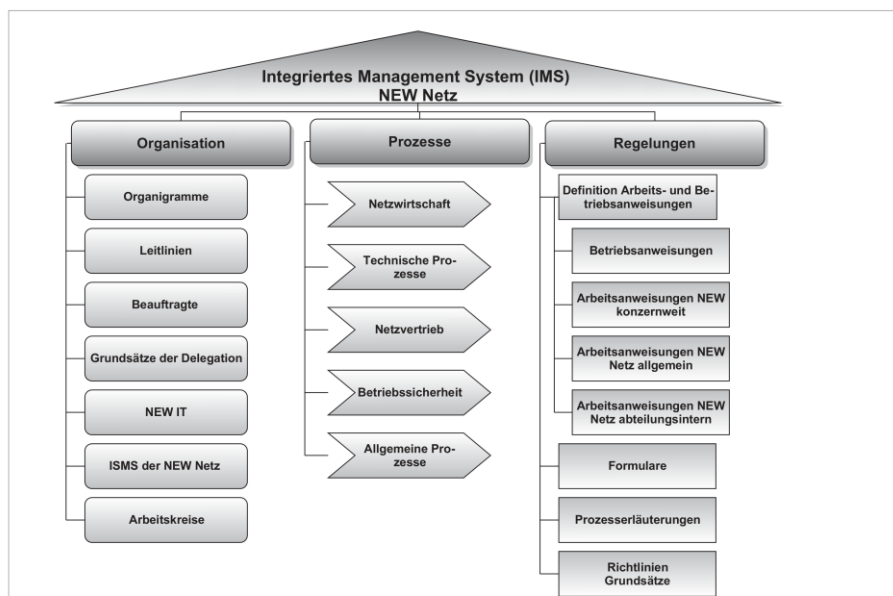 Integriertes Management System (IMS)
NEW Netz
Organisation
Organigramme
Leitlinien
Beauftragte
Grundsätze der Delegation
NEW IT
ISMS der NEW Netz
Arbeitskreise
Prozesse
Netzwirtschaft
Technische Pro-
zesse
Netzvertrieb
Betriebssicherheit
Allgemeine Pro-
zesse
Regelungen
Definition Arbeits- und Be-
triebsanweisungen
Betriebsanweisungen
Arbeitsanweisungen NEW
konzernweit
Arbeitsanweisungen NEW
Netz allgemein
Arbeitsanweisungen NEW
Netz abteilungsintern
Formulare
Prozesserläuterungen
Richtlinien
Grundsätze